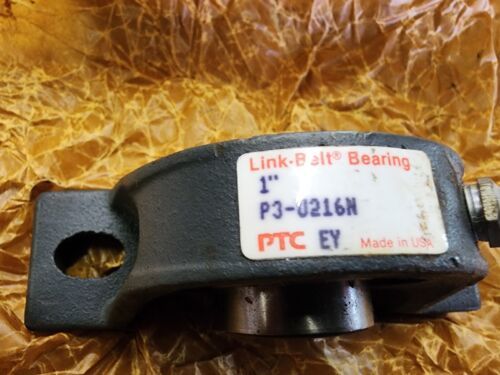 Link-Belt® Bearing
1"
P3-U216N
PTC EY Made in USA